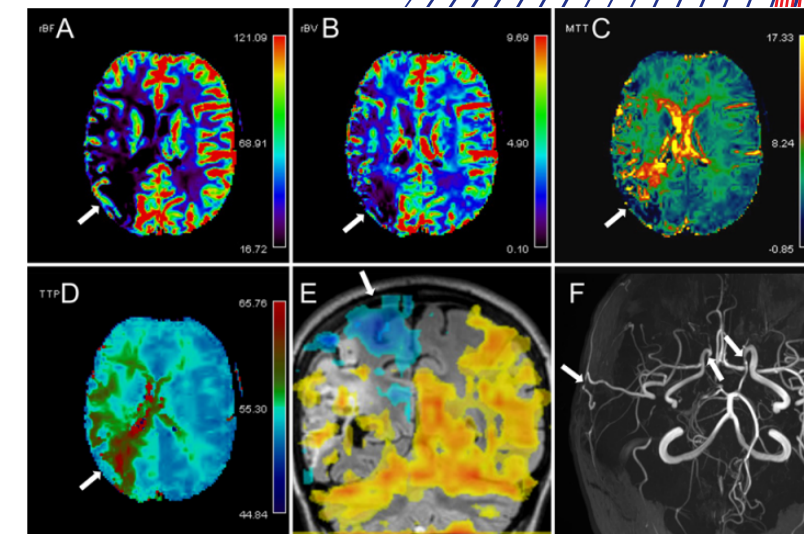 rBF A
121.09
68.91
16.72
rBV B
9.69
4.90
0.10
MTT C
17.33
8.24
-0.85
TTP D
65.76
55.30
44.84
E
F